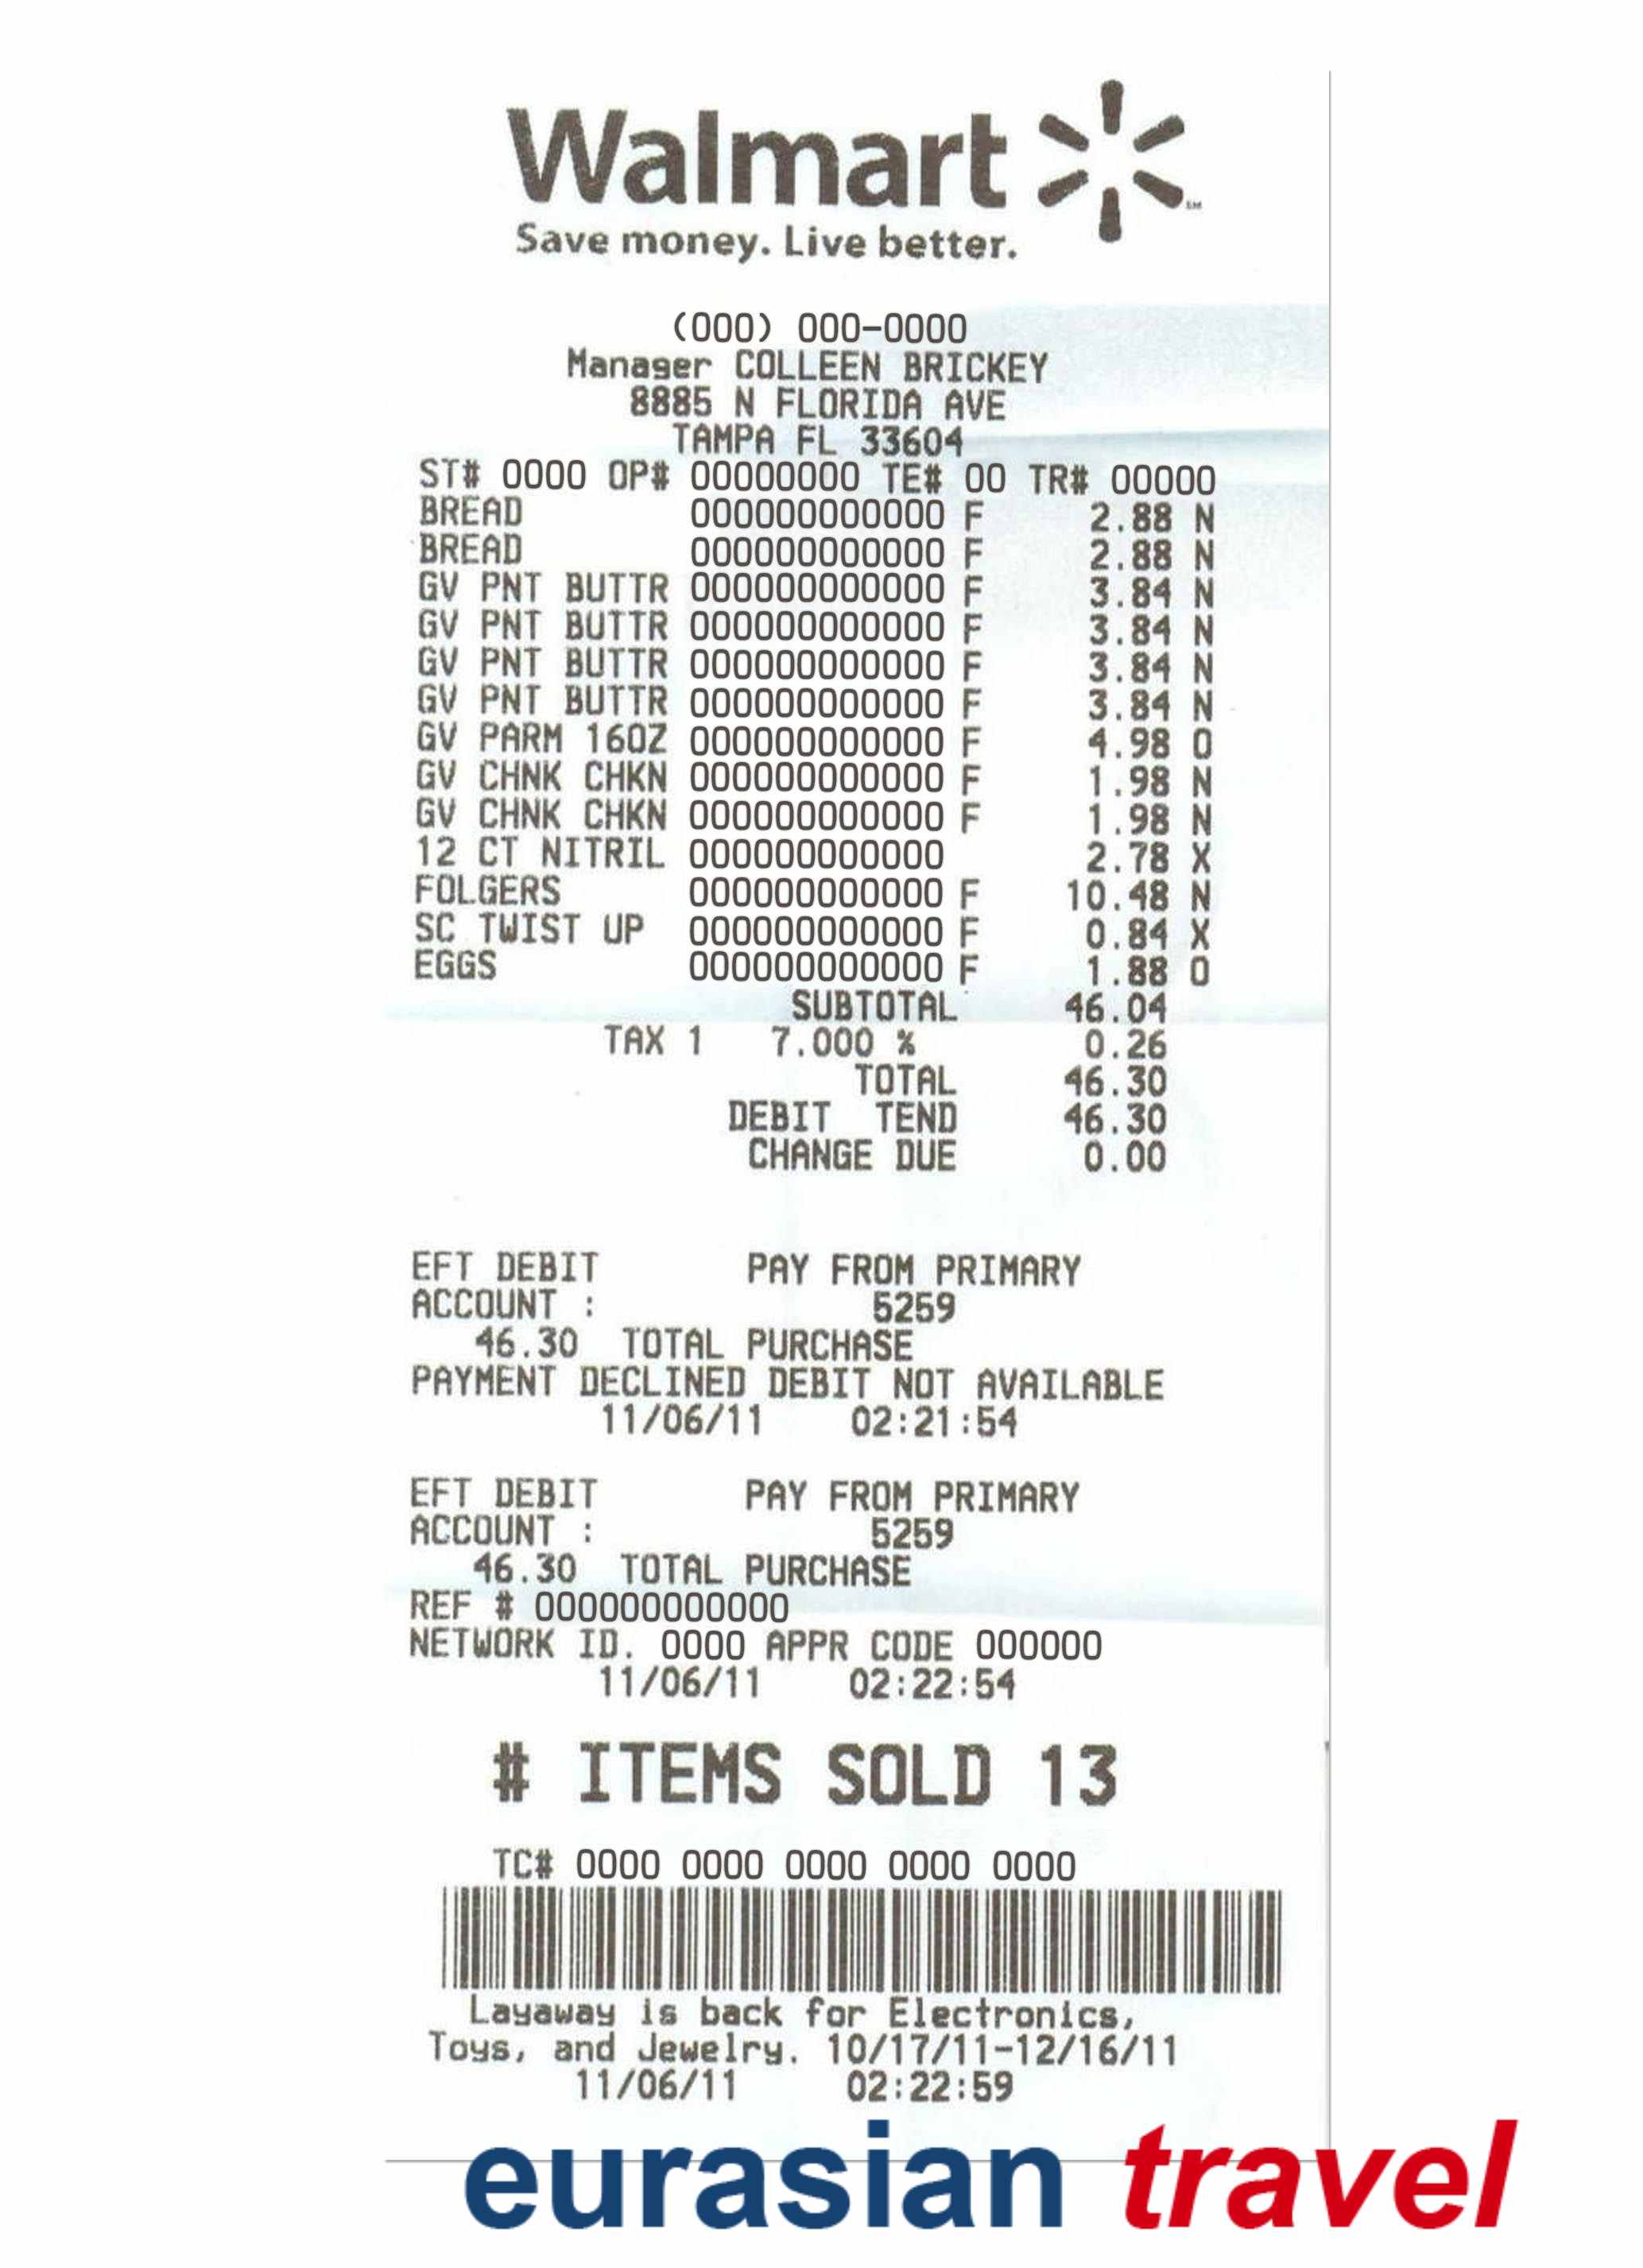 Walmart
Save money. Live better.
(000) 000-0000
Manager COLLEEN BRICKEY
8885 N FLORIDA AVE
TAMPA FL 33604
ST# 0000 OP# 00000000 TE# 00 TR# 00000
BREAD 000000000000 F 2.88 N
BREAD 000000000000 F 2.88 N
GV PNT BUTTR 000000000000 F 3.84 N
GV PNT BUTTR 000000000000 F 3.84 N
GV PNT BUTTR 000000000000 F 3.84 N
GV PNT BUTTR 000000000000 F 3.84 N
GV PARM 16OZ 000000000000 F 4.98 O
GV CHNK CHKN 000000000000 F 1.98 N
GV CHNK CHKN 000000000000 F 1.98 N
12 CT NITRIL 000000000000 2.78 X
FOLGERS 000000000000 F 10.48 N
SC TWIST UP 000000000000 F 0.84 X
EGGS 000000000000 F 1.88 O
SUBTOTAL 46.04
TAX 1 7.000 % 0.26
TOTAL 46.30
DEBIT TEND 46.30
CHANGE DUE 0.00
EFT DEBIT PAY FROM PRIMARY
ACCOUNT : 5259
46.30 TOTAL PURCHASE
PAYMENT DECLINED DEBIT NOT AVAILABLE
11/06/11 02:21:54
EFT DEBIT PAY FROM PRIMARY
ACCOUNT : 5259
46.30 TOTAL PURCHASE
REF # 000000000000
NETWORK ID. 0000 APPR CODE 000000
11/06/11 02:22:54
# ITEMS SOLD 13
TC# 0000 0000 0000 0000 0000
Layaway is back for Electronics,
Toys, and Jewelry. 10/17/11-12/16/11
11/06/11 02:22:59
eurasian travel